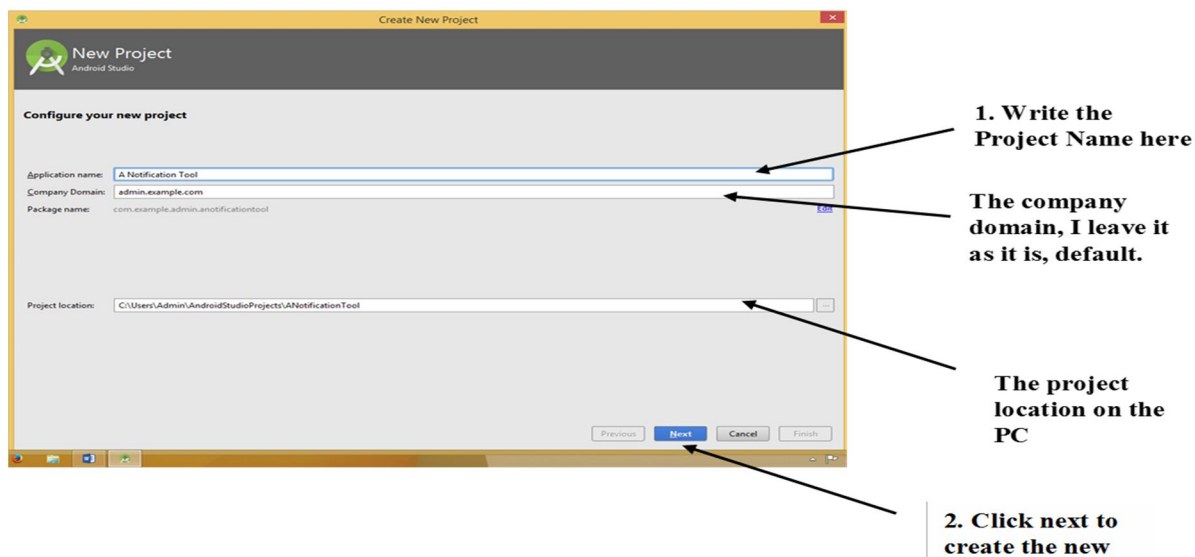 Create New Project
New Project
Android Studio
Configure your new project
Application name: A Notification Tool
Company Domain: admin.example.com
Package name: com.example.admin.anotificationtool Edit
Project location: C:\Users\Admin\AndroidStudioProjects\ANotificationTool ...
Previous Next Cancel Finish
1. Write the
Project Name here
The company
domain, I leave it
as it is, default.
The project
location on the
PC
2. Click next to
create the new